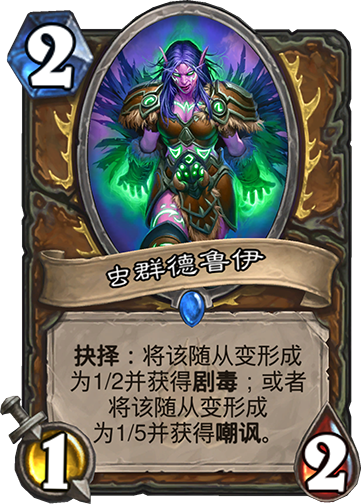 2
虫群德鲁伊
抉择：将该随从变形成
为1/2并获得剧毒；或者
将该随从变形成
为1/5并获得嘲讽。
1
2